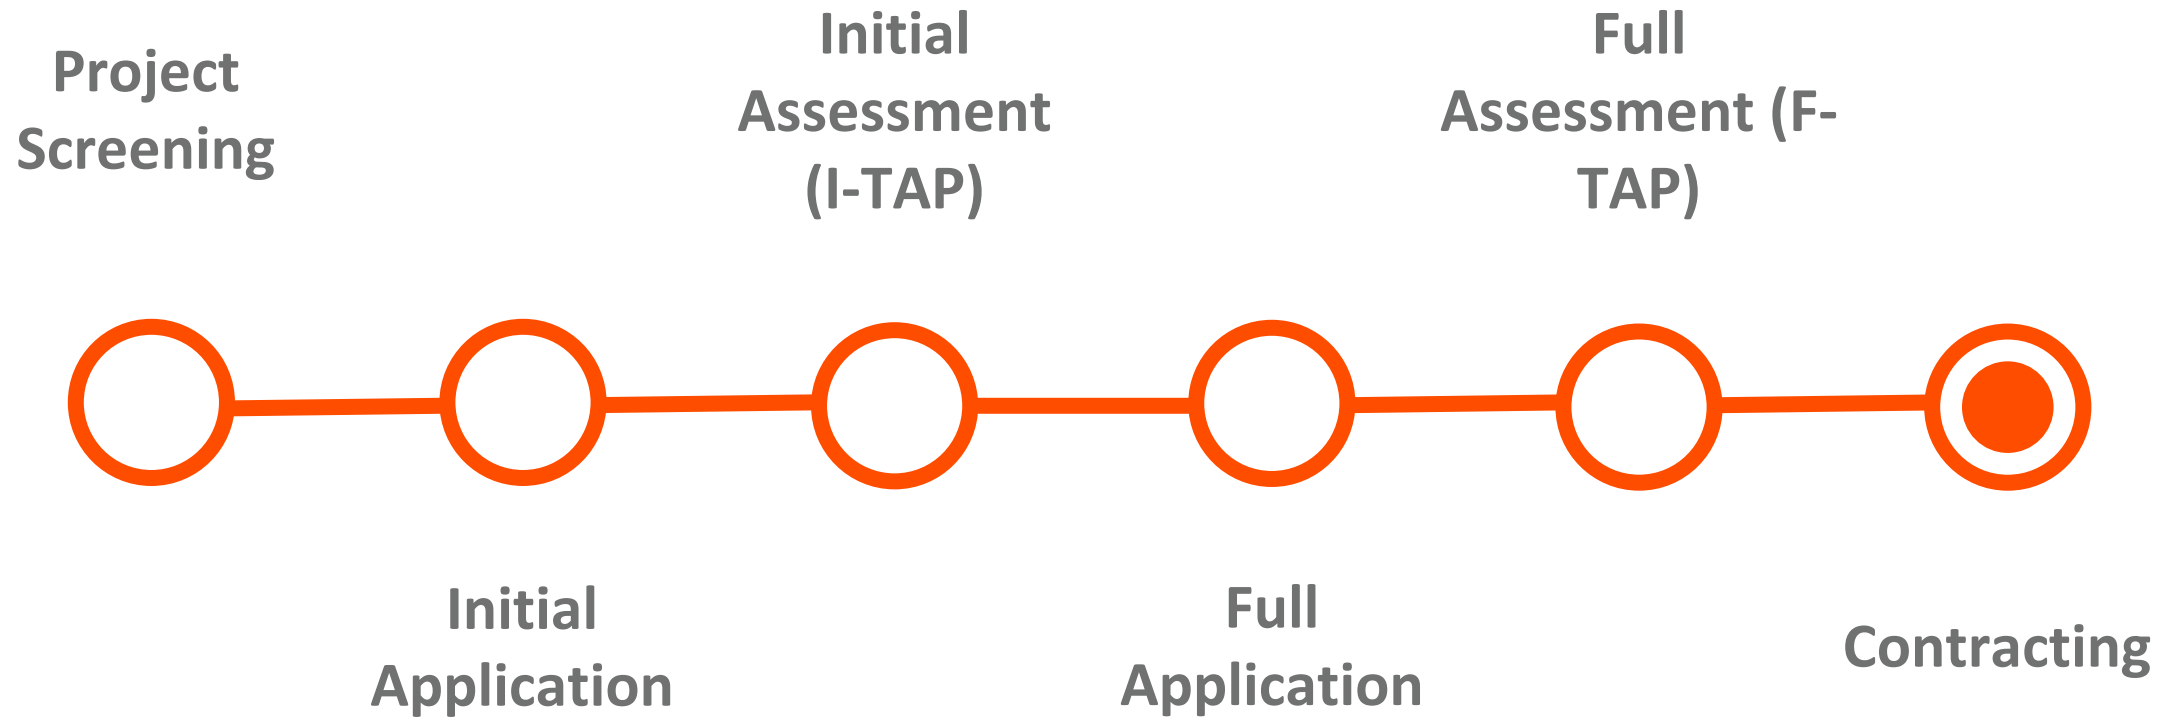 Project
Screening
Initial
Application
Initial
Assessment
(I-TAP)
Full
Application
Full
Assessment (F-
TAP)
Contracting